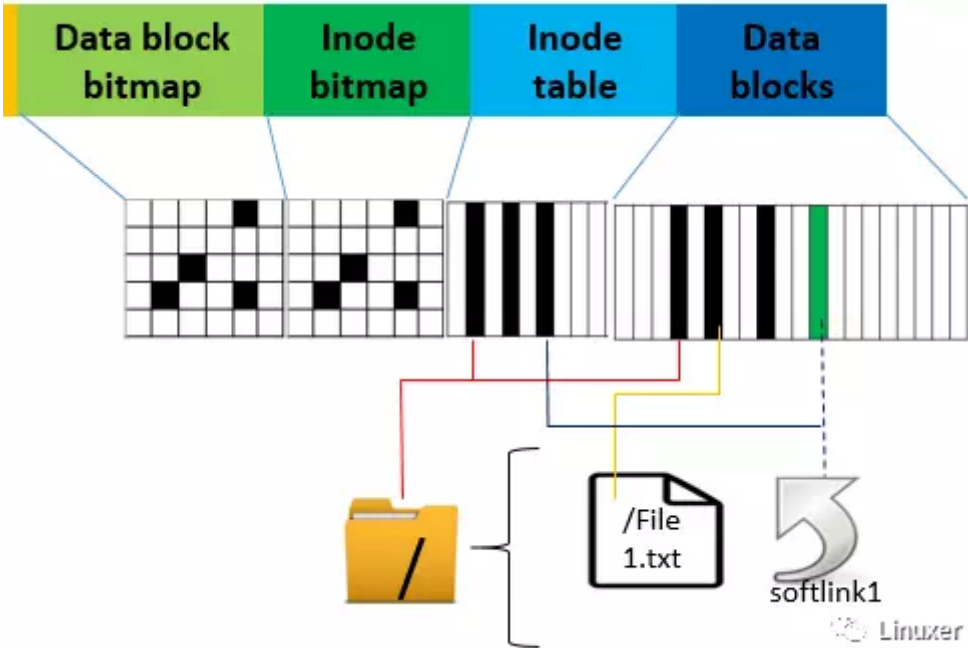 Data block
bitmap
Inode
bitmap
Inode
table
Data
blocks
/
/File
1.txt
softlink1
Linuxer